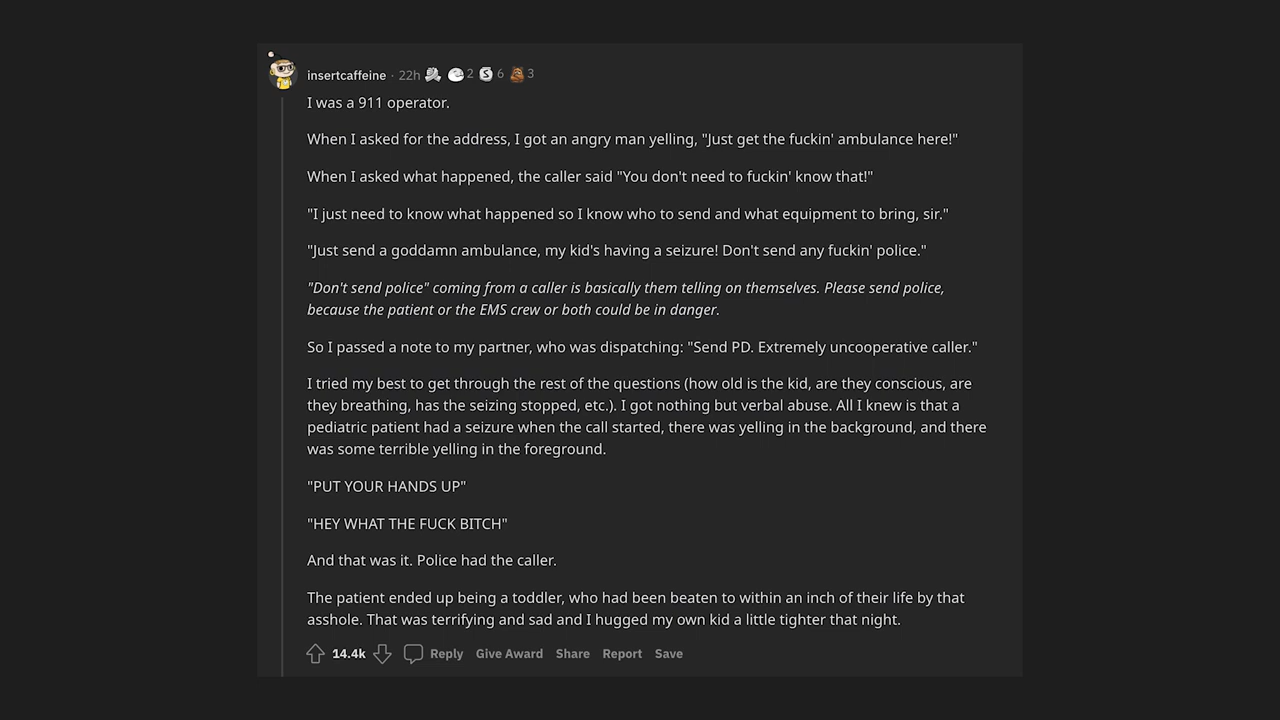 insertcaffeine · 22h 2 6 3
I was a 911 operator.
When I asked for the address, I got an angry man yelling, "Just get the fuckin' ambulance here!"
When I asked what happened, the caller said "You don't need to fuckin' know that!"
"I just need to know what happened so I know who to send and what equipment to bring, sir."
"Just send a goddamn ambulance, my kid's having a seizure! Don't send any fuckin' police."
"Don't send police" coming from a caller is basically them telling on themselves. Please send police,
because the patient or the EMS crew or both could be in danger.
So I passed a note to my partner, who was dispatching: "Send PD. Extremely uncooperative caller."
I tried my best to get through the rest of the questions (how old is the kid, are they conscious, are
they breathing, has the seizing stopped, etc.). I got nothing but verbal abuse. All I knew is that a
pediatric patient had a seizure when the call started, there was yelling in the background, and there
was some terrible yelling in the foreground.
"PUT YOUR HANDS UP"
"HEY WHAT THE FUCK BITCH"
And that was it. Police had the caller.
The patient ended up being a toddler, who had been beaten to within an inch of their life by that
asshole. That was terrifying and sad and I hugged my own kid a little tighter that night.
14.4k Reply Give Award Share Report Save